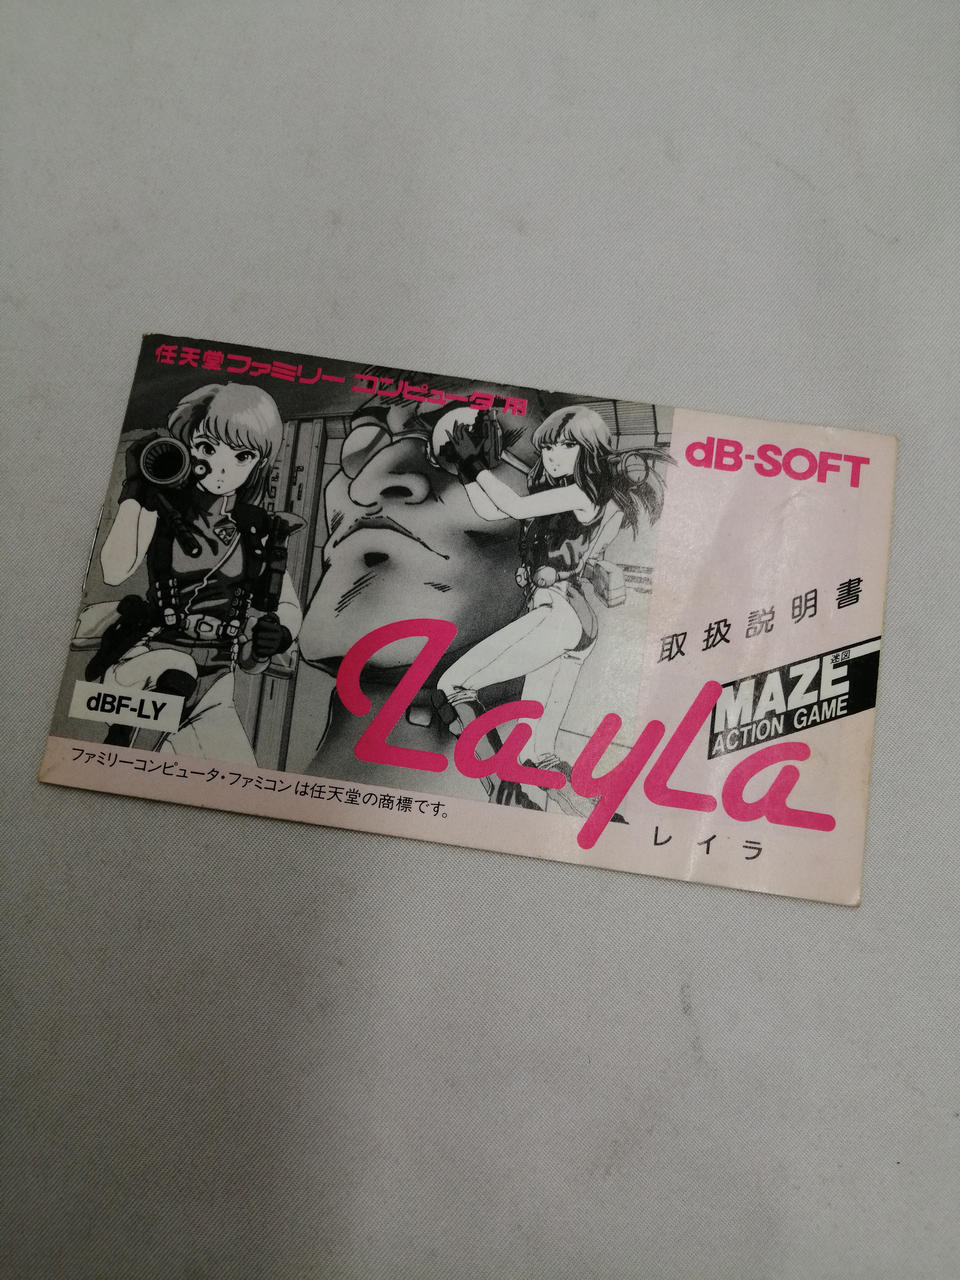 任天堂ファミリー コンピュータ™用
dB-SOFT
取扱説明書
迷図
MAZE
ACTION GAME
dBF-LY
Layla
レイラ
ファミリーコンピュータ・ファミコンは任天堂の商標です。